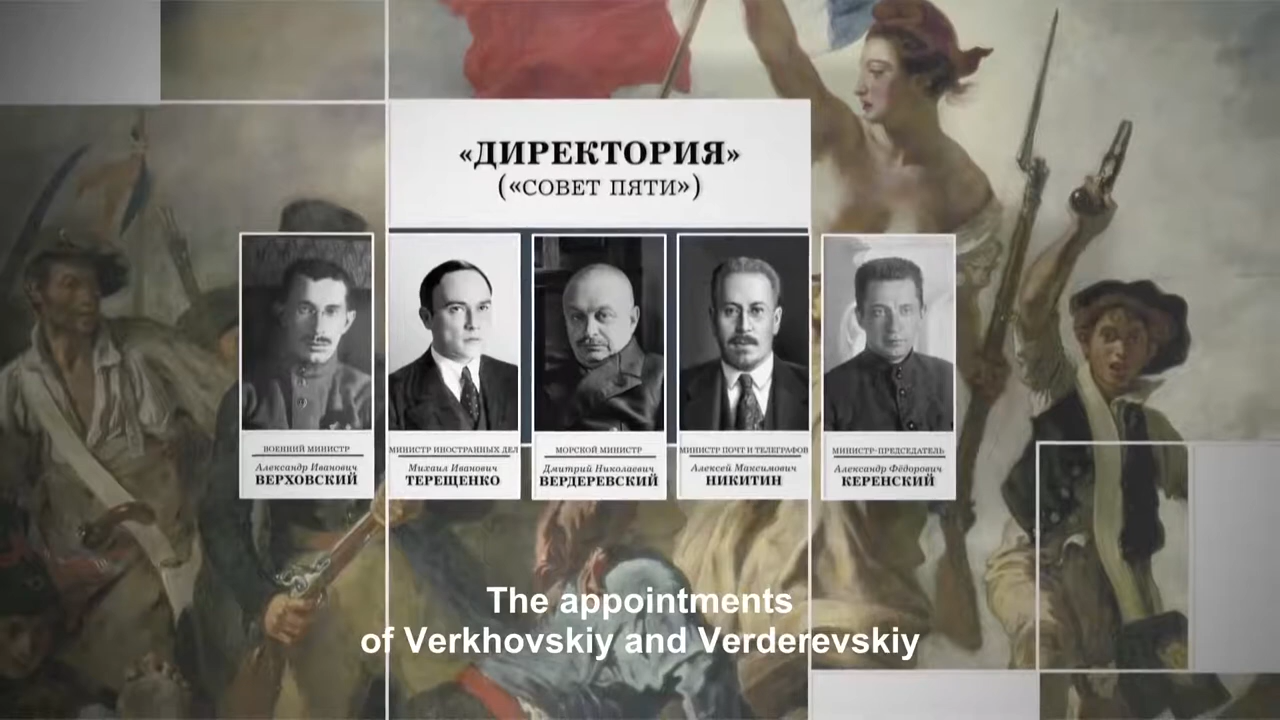 «ДИРЕКТОРИЯ»
(«СОВЕТ ПЯТИ»)
ВОЕННИЙ МИНИСТР
Александр Иванович
ВЕРХОВСКИЙ
МИНИСТР ИНОСТРАННЫХ ДЕЛ
Михаил Иванович
ТЕРЕЩЕНКО
МОРСКОЙ МИНИСТР
Дмитрий Николаевич
ВЕРДЕРЕВСКИЙ
МИНИСТР ПОЧТ И ТЕЛЕГРАФОВ
Алексей Максимович
НИКИТИН
МИНИСТР-ПРЕДСЕДАТЕЛЬ
Александр Фёдорович
КЕРЕНСКИЙ
The appointments
of Verkhovskiy and Verderevskiy